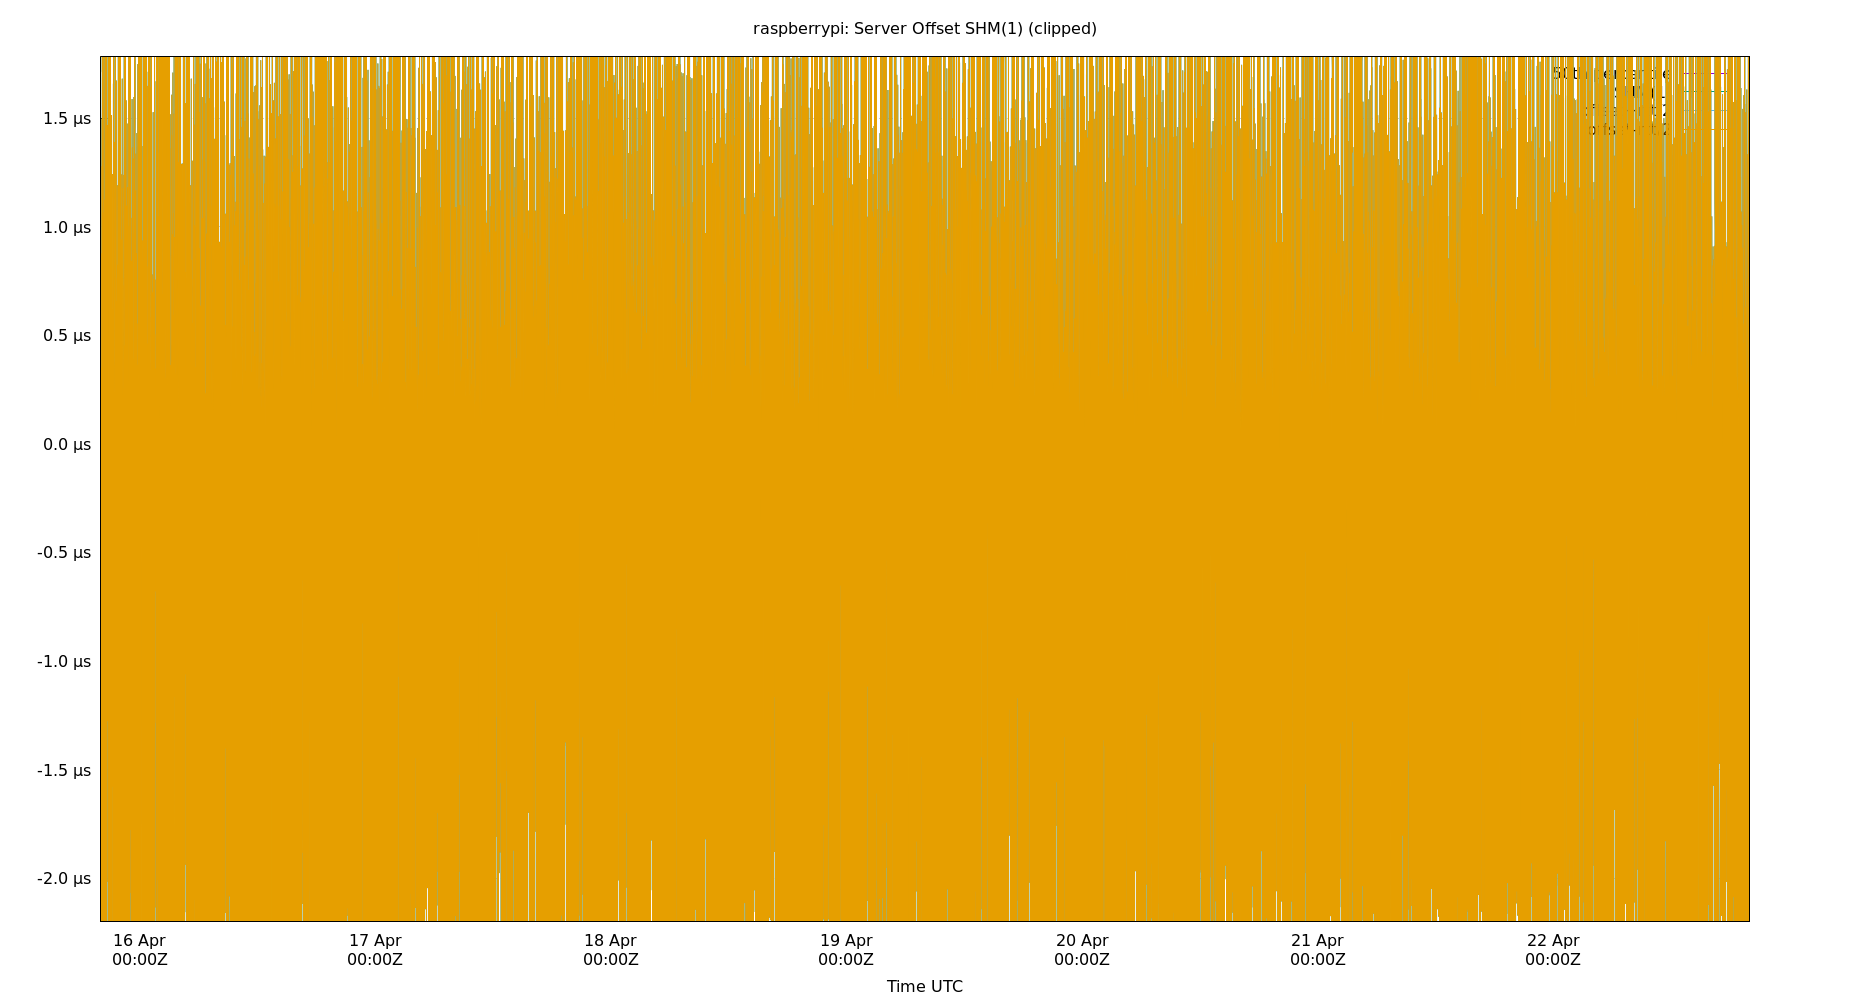 raspberrypi: Server Offset SHM(1) (clipped)
1.5 µs
1.0 µs
0.5 µs
0.0 µs
-0.5 µs
-1.0 µs
-1.5 µs
-2.0 µs
16 Apr 17 Apr 18 Apr 19 Apr 20 Apr 21 Apr 22 Apr
00:00Z 00:00Z 00:00Z 00:00Z 00:00Z 00:00Z 00:00Z
Time UTC